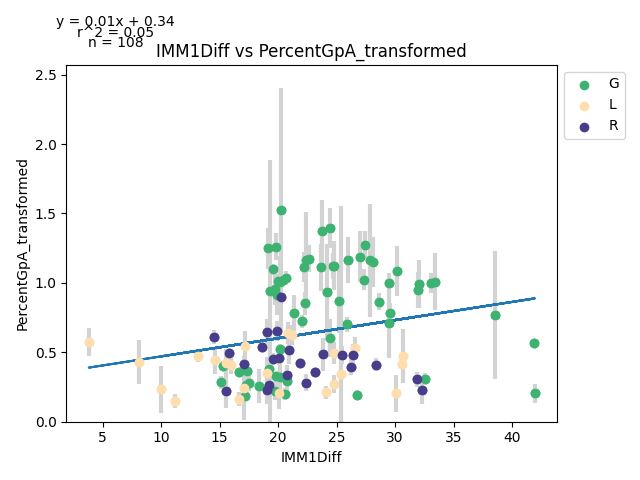 y = 0.01x + 0.34
r^2 = 0.05
n = 108
IMM1Diff vs PercentGpA_transformed
PercentGpA_transformed
2.5
2.0
1.5
1.0
0.5
0.0
5 10 15 20 25 30 35 40
IMM1Diff
G
L
R